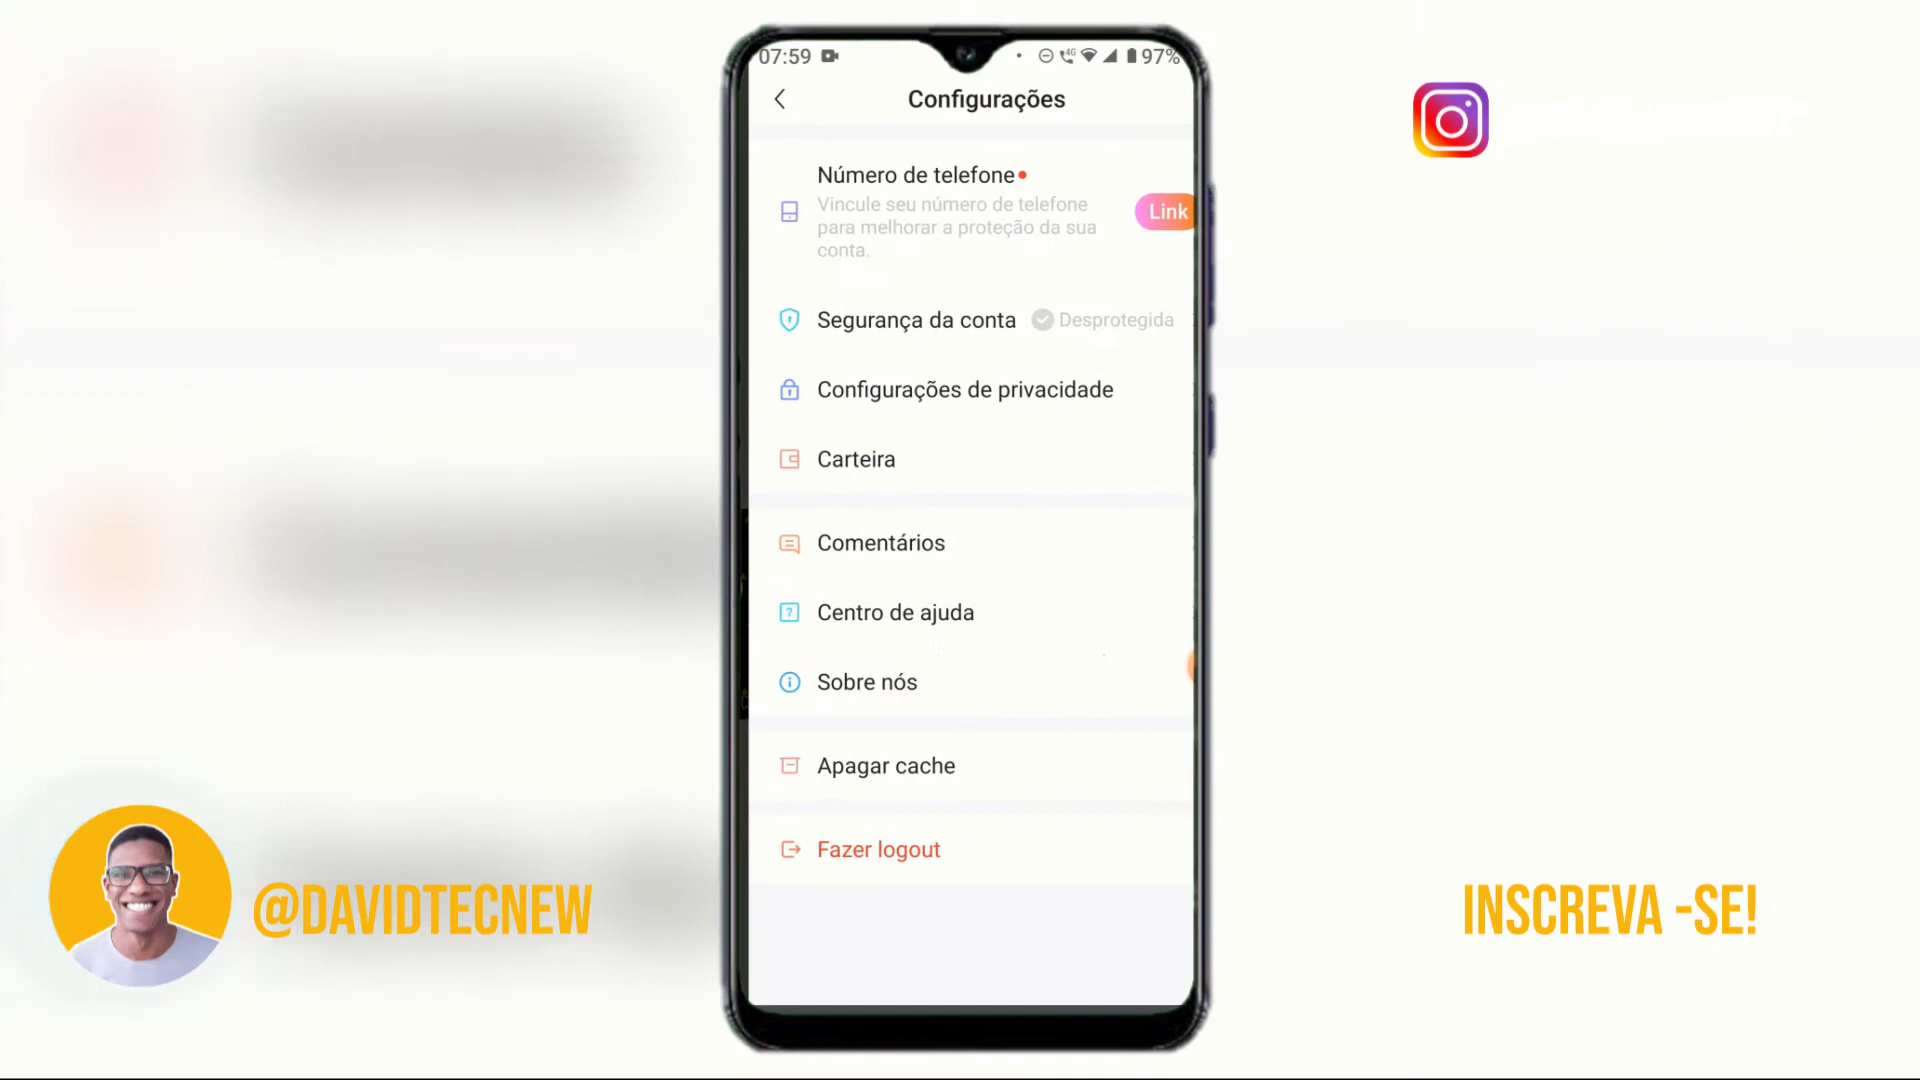 07:59
4G
97%
Configurações
Número de telefone
Vincule seu número de telefone
para melhorar a proteção da sua
conta.
Link
Segurança da conta
Desprotegida
Configurações de privacidade
Carteira
Comentários
Centro de ajuda
Sobre nós
Apagar cache
Fazer logout
@DAVIDTECNEW
INSCREVA -SE!